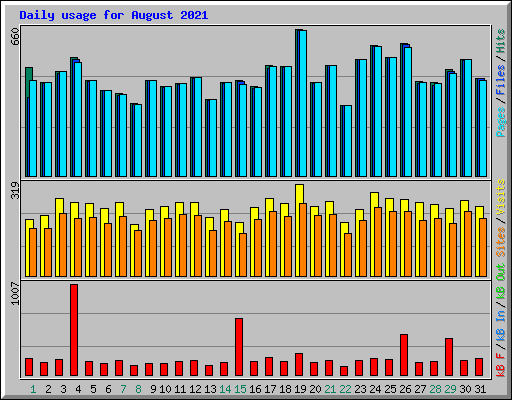 Daily usage for August 2021
660
Pages / Files / Hits
319
Sites / Visits
1007
kB F / kB In / kB Out
1 2 3 4 5 6 7 8 9 10 11 12 13 14 15 16 17 18 19 20 21 22 23 24 25 26 27 28 29 30 31